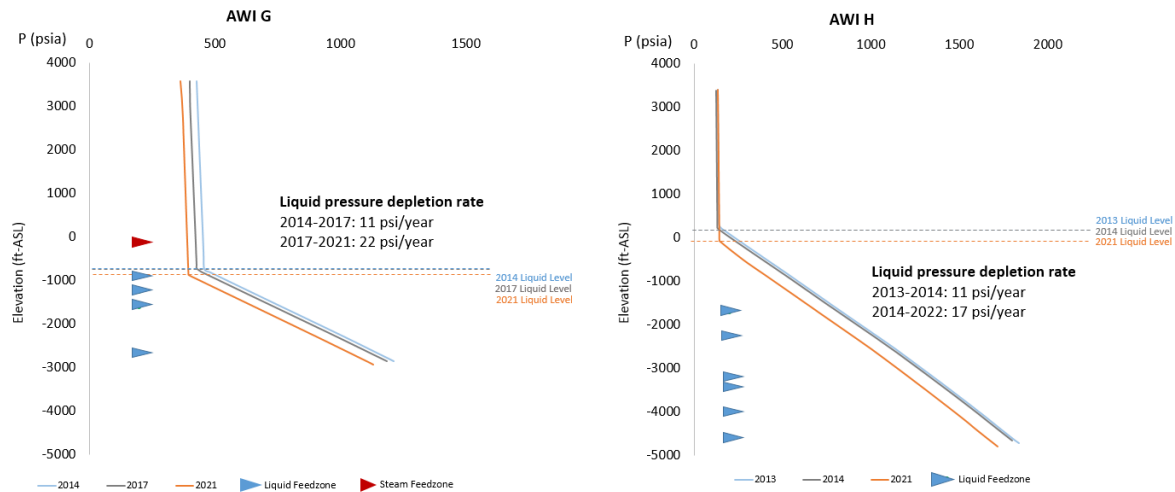 AWI G
P (psia)
0
500
1000
1500
4000
3000
2000
1000
0
-1000
-2000
-3000
-4000
-5000
Elevation (ft-ASL)
Liquid pressure depletion rate
2014-2017: 11 psi/year
2017-2021: 22 psi/year
2014 Liquid Level
2017 Liquid Level
2021 Liquid Level
2014
2017
2021
Liquid Feedzone
Steam Feedzone
AWI H
P (psia)
0
500
1000
1500
2000
4000
3000
2000
1000
0
-1000
-2000
-3000
-4000
-5000
Elevation (ft-ASL)
2013 Liquid Level
2014 Liquid Level
2021 Liquid Level
Liquid pressure depletion rate
2013-2014: 11 psi/year
2014-2022: 17 psi/year
2013
2014
2021
Liquid Feedzone